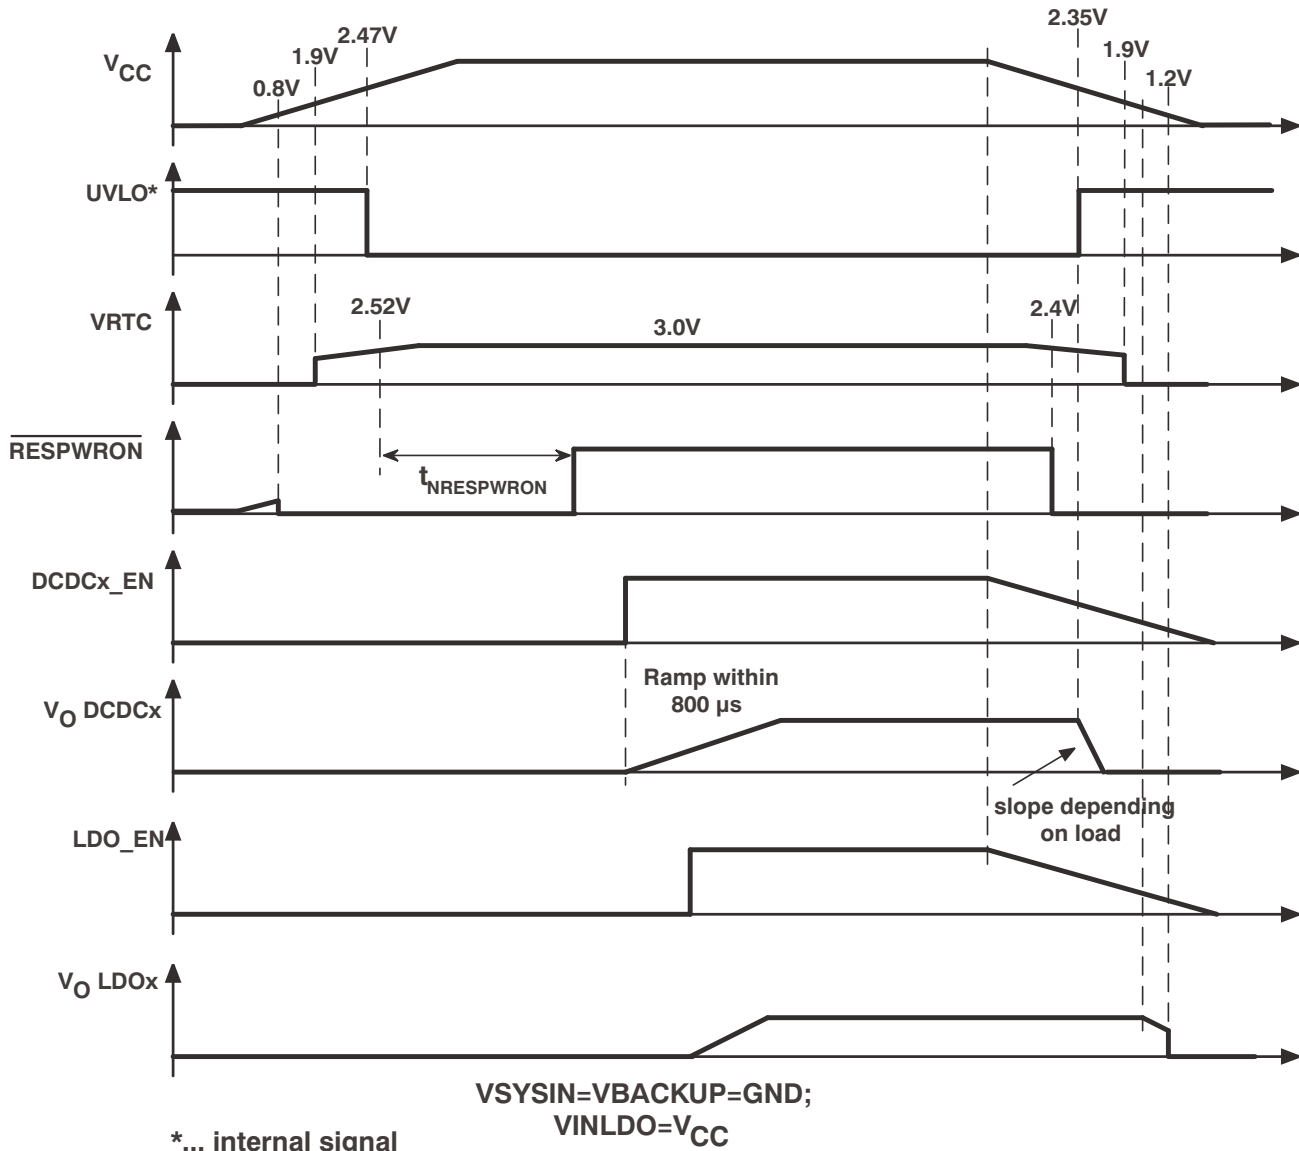 2.35V
2.47V
1.9V
1.9V
VCC
0.8V
1.2V
UVLO*
2.52V
2.4V
VRTC
3.0V
RESPWRON
tNRESPWRON
DCDCx_EN
Ramp within
800 µs
VO DCDCx
slope depending
on load
LDO_EN
VO LDOx
VSYSIN=VBACKUP=GND;
VINLDO=VCC
*... internal signal